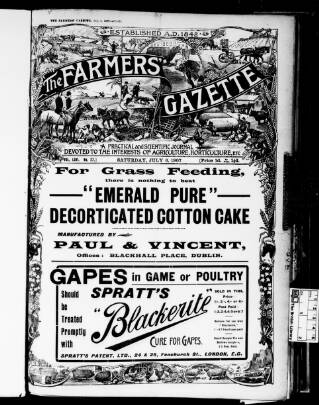 ESTABLISHED A.D. 1842
The FARMERS' GAZETTE
A PRACTICAL and SCIENTIFIC JOURNAL
DEVOTED TO THE INTERESTS OF AGRICULTURE, HORTICULTURE, ETC.
SATURDAY, JULY 6, 1907
For Grass Feeding,
there is nothing to beat
"EMERALD PURE"
DECORTICATED COTTON CAKE
MANUFACTURED BY
PAUL & VINCENT,
Offices: BLACKHALL PLACE, DUBLIN.
GAPES in GAME or POULTRY
Should be Treated Promptly with
SPRATT'S
"Blackerite"
CURE FOR GAPES.
SOLD IN TINS.
SPRATT'S PATENT, LTD., 24 & 25, Fenchurch St., LONDON, E.C.